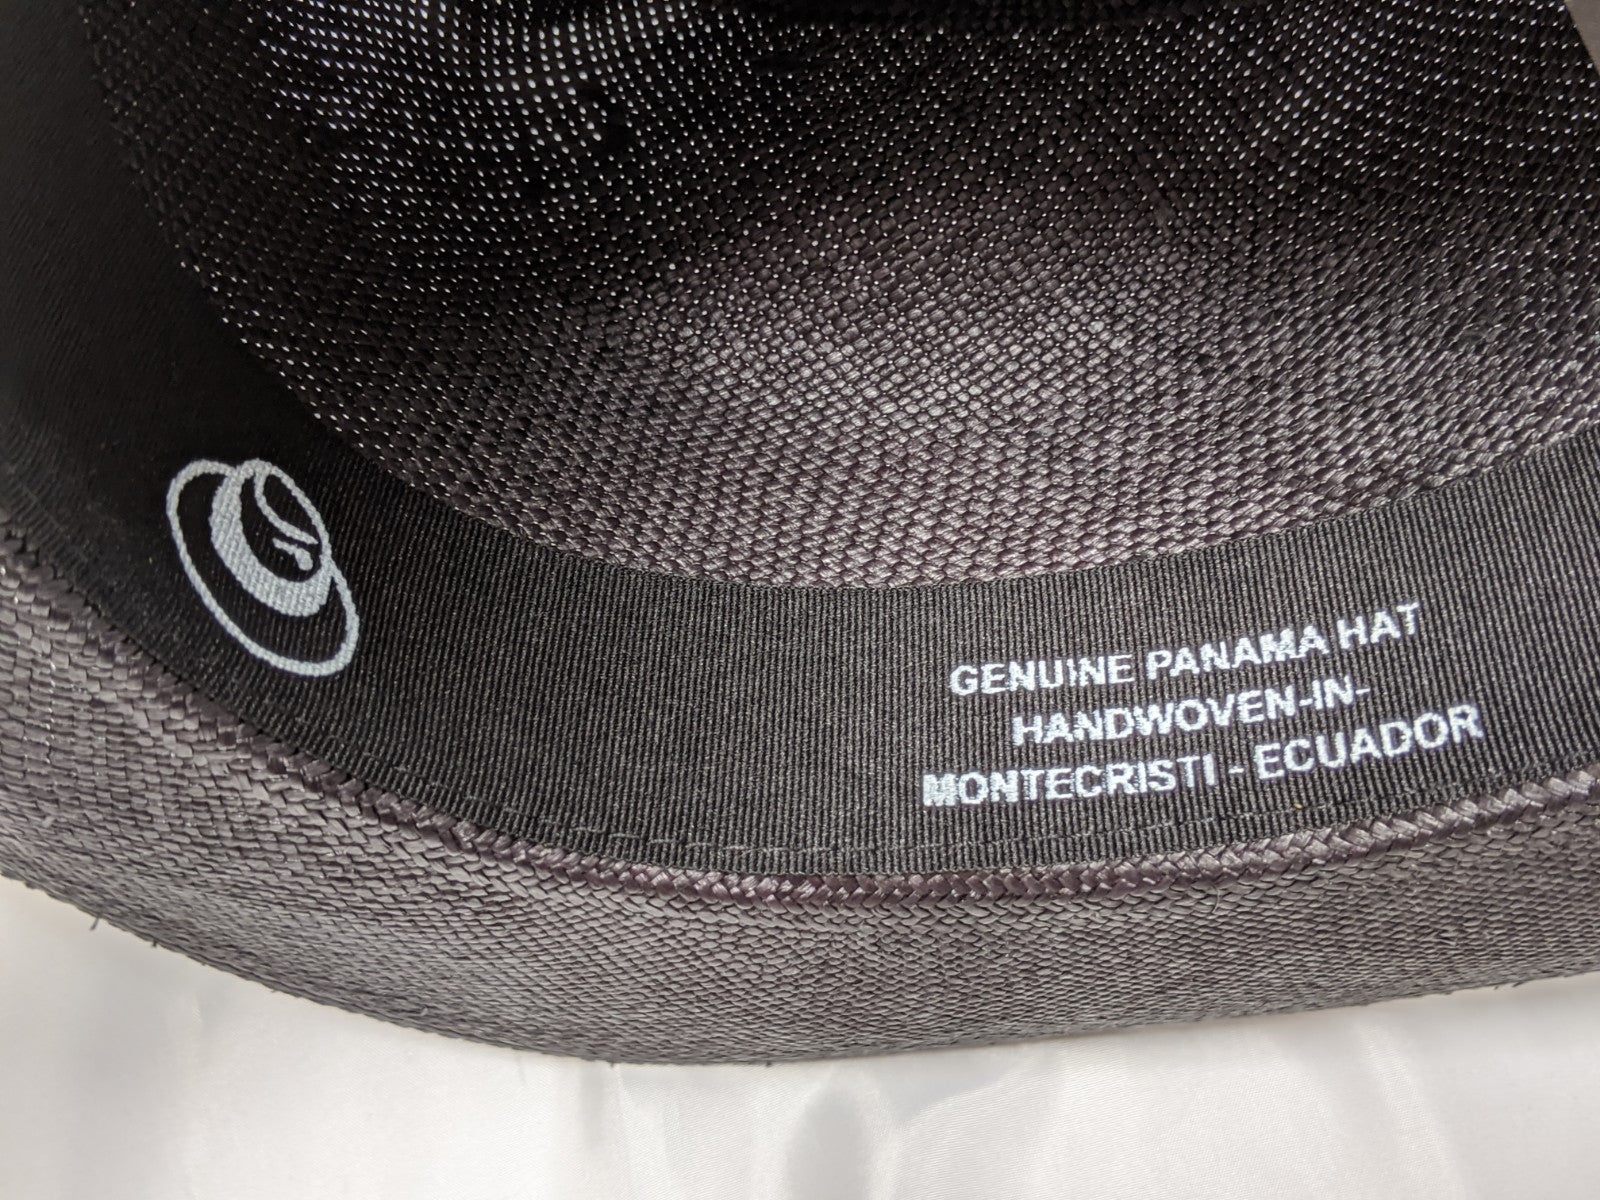 GENUINE PANAMA HAT
HANDWOVEN-IN-
MONTECRISTI - ECUADOR